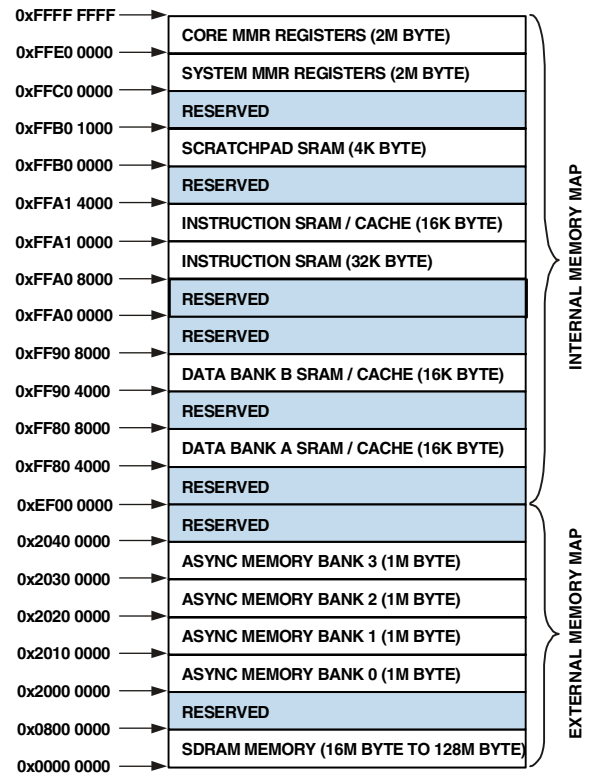 0xFFFF FFFF
CORE MMR REGISTERS (2M BYTE)
0xFFE0 0000
SYSTEM MMR REGISTERS (2M BYTE)
0xFFC0 0000
RESERVED
0xFFB0 1000
SCRATCHPAD SRAM (4K BYTE)
0xFFB0 0000
RESERVED
0xFFA1 4000
INSTRUCTION SRAM / CACHE (16K BYTE)
0xFFA1 0000
INSTRUCTION SRAM (32K BYTE)
0xFFA0 8000
RESERVED
0xFFA0 0000
RESERVED
0xFF90 8000
DATA BANK B SRAM / CACHE (16K BYTE)
0xFF90 4000
RESERVED
0xFF80 8000
DATA BANK A SRAM / CACHE (16K BYTE)
0xFF80 4000
RESERVED
0xEF00 0000
RESERVED
0x2040 0000
ASYNC MEMORY BANK 3 (1M BYTE)
0x2030 0000
ASYNC MEMORY BANK 2 (1M BYTE)
0x2020 0000
ASYNC MEMORY BANK 1 (1M BYTE)
0x2010 0000
ASYNC MEMORY BANK 0 (1M BYTE)
0x2000 0000
RESERVED
0x0800 0000
SDRAM MEMORY (16M BYTE TO 128M BYTE)
0x0000 0000
INTERNAL MEMORY MAP
EXTERNAL MEMORY MAP